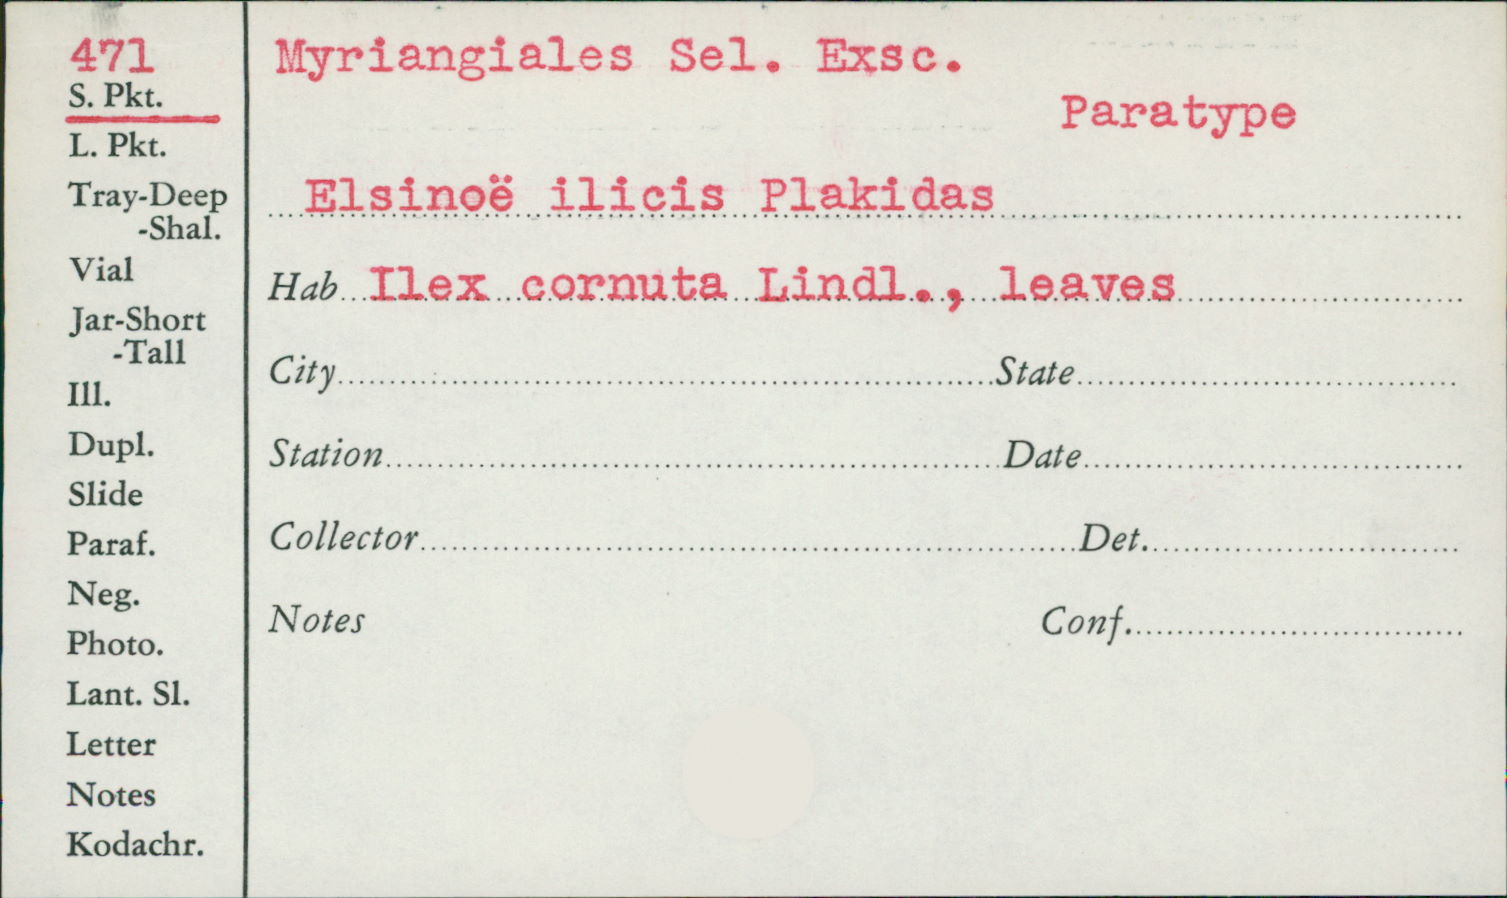 471
S. Pkt.
L. Pkt.
Tray-Deep
-Shal.
Vial
Jar-Short
-Tall
Ill.
Dupl.
Slide
Paraf.
Neg.
Photo.
Lant. Sl.
Letter
Notes
Kodachr.
Myriangiales Sel. Exsc.
Paratype
Elsinoë ilicis Plakidas
Hab. Ilex cornuta Lindl., leaves
City State
Station Date
Collector Det.
Notes Conf.